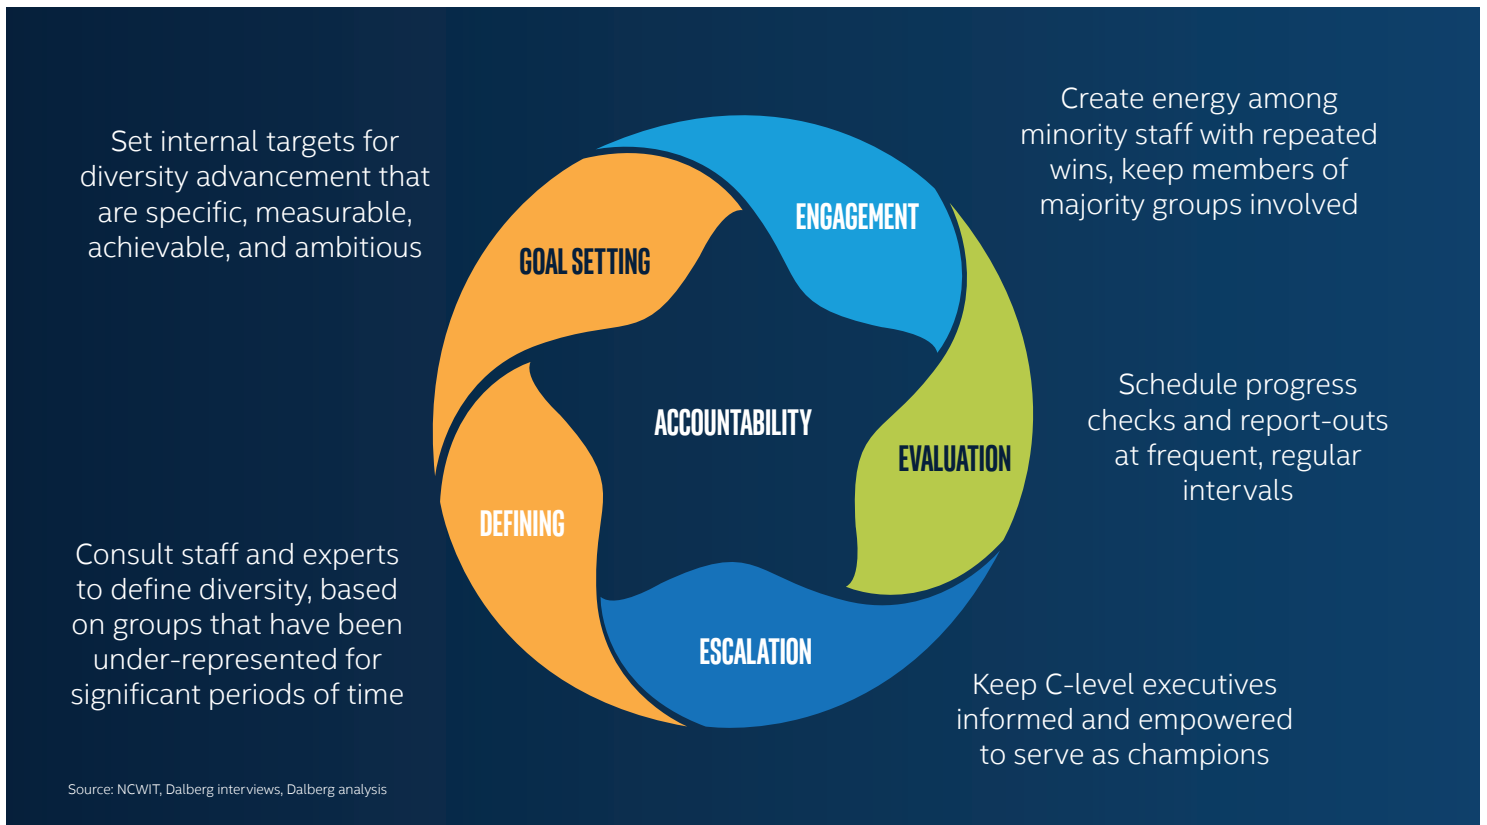 Set internal targets for
diversity advancement that
are specific, measurable,
achievable, and ambitious
Create energy among
minority staff with repeated
wins, keep members of
majority groups involved
ENGAGEMENT
GOAL SETTING
ACCOUNTABILITY
EVALUATION
DEFINING
ESCALATION
Schedule progress
checks and report-outs
at frequent, regular
intervals
Consult staff and experts
to define diversity, based
on groups that have been
under-represented for
significant periods of time
Keep C-level executives
informed and empowered
to serve as champions
Source: NCWIT, Dalberg interviews, Dalberg analysis